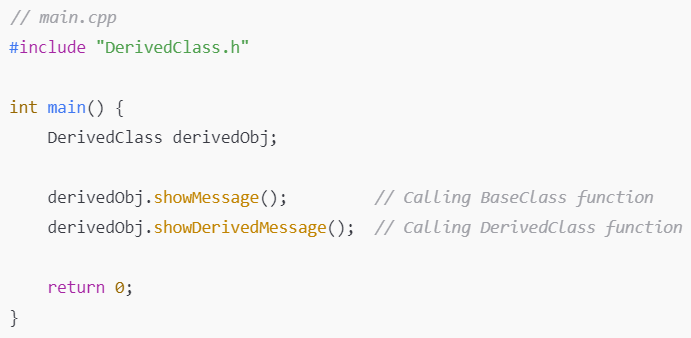 // main.cpp
#include "DerivedClass.h"

int main() {
    DerivedClass derivedObj;

    derivedObj.showMessage();         // Calling BaseClass function
    derivedObj.showDerivedMessage();  // Calling DerivedClass function

    return 0;
}